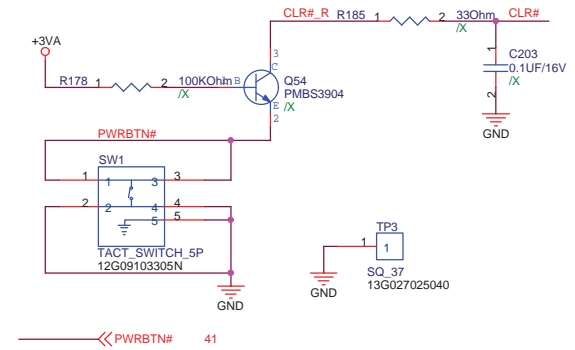 CLR#_R R185 1 2 33Ohm CLR#
/X
+3VA
3
C
1
C203
0.1UF/16V
/X
2
GND
R178 1 2 100KOhm B
/X
Q54
PMBS3904
E /X
2
PWRBTN#
SW1
1 1 3 3
2 2 4 4
5 5
TACT_SWITCH_5P
12G09103305N
GND
TP3
1 1
SQ_37
13G027025040
GND
PWRBTN# 41